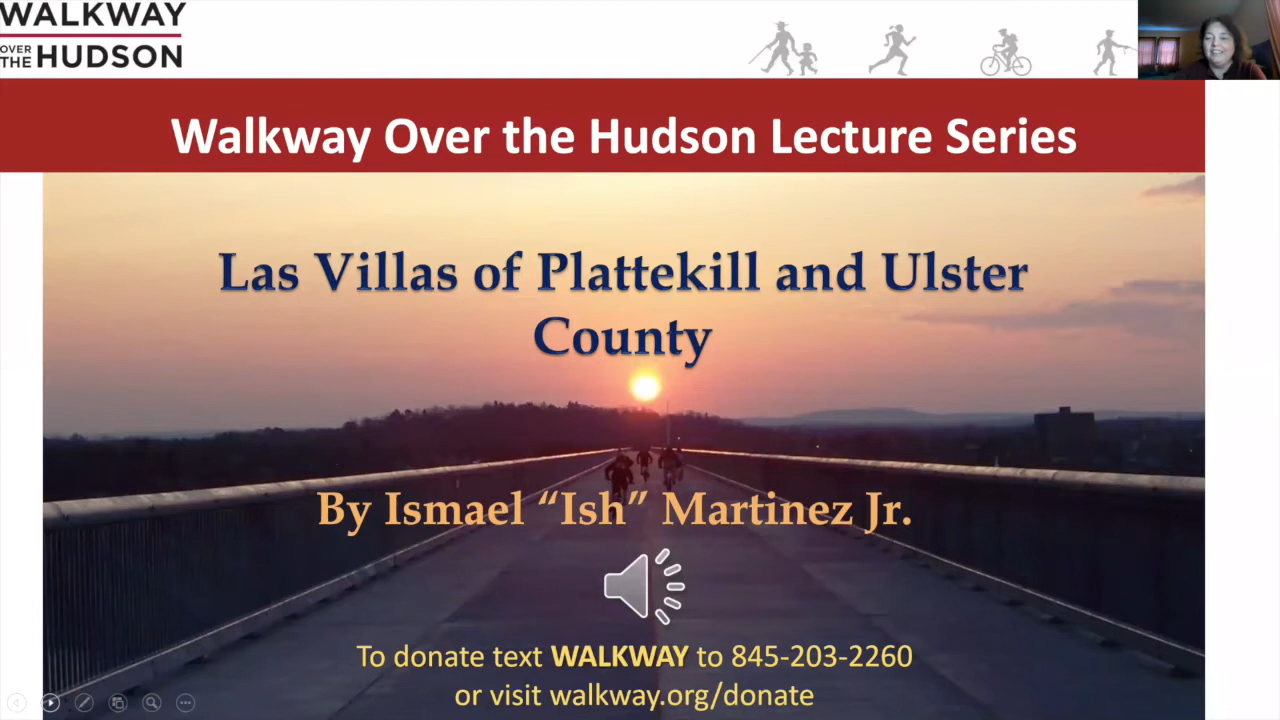 WALKWAY
OVER THE HUDSON
Walkway Over the Hudson Lecture Series
Las Villas of Plattekill and Ulster
County
By Ismael “Ish” Martinez Jr.
To donate text WALKWAY to 845-203-2260
or visit walkway.org/donate